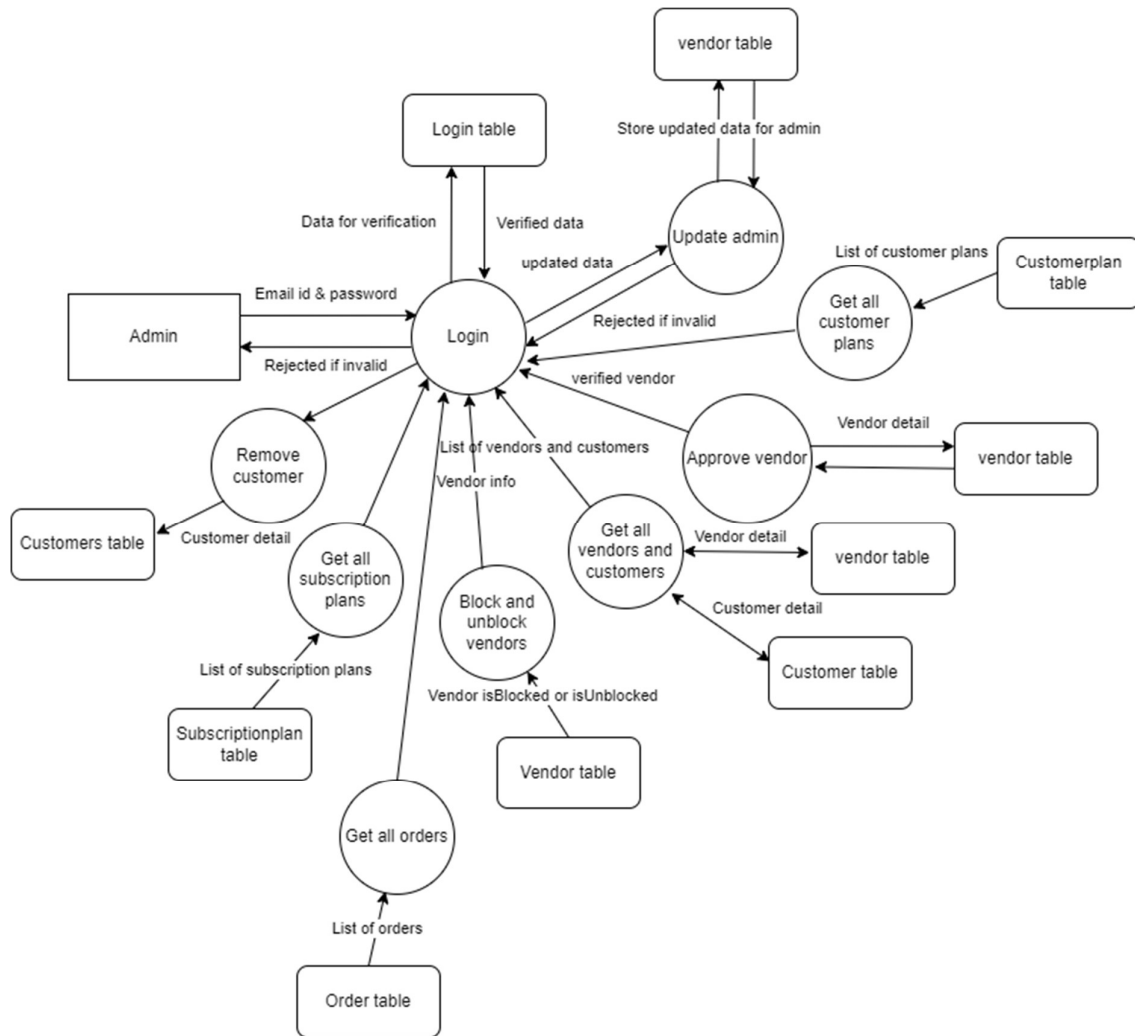 vendor table
Login table
Store updated data for admin
Data for verification
Verified data
Update admin
updated data
List of customer plans
Customerplan
table
Email id & password
Get all
customer
plans
Admin
Login
Rejected if invalid
Rejected if invalid
verified vendor
Vendor detail
List of vendors and customers
Remove
customer
Approve vendor
vendor table
Vendor info
Customers table
Customer detail
Get all
subscription
plans
Get all
vendors and
customers
Vendor detail
vendor table
Block and
unblock
vendors
Customer detail
List of subscription plans
Customer table
Vendor isBlocked or isUnblocked
Subscriptionplan
table
Vendor table
Get all orders
List of orders
Order table